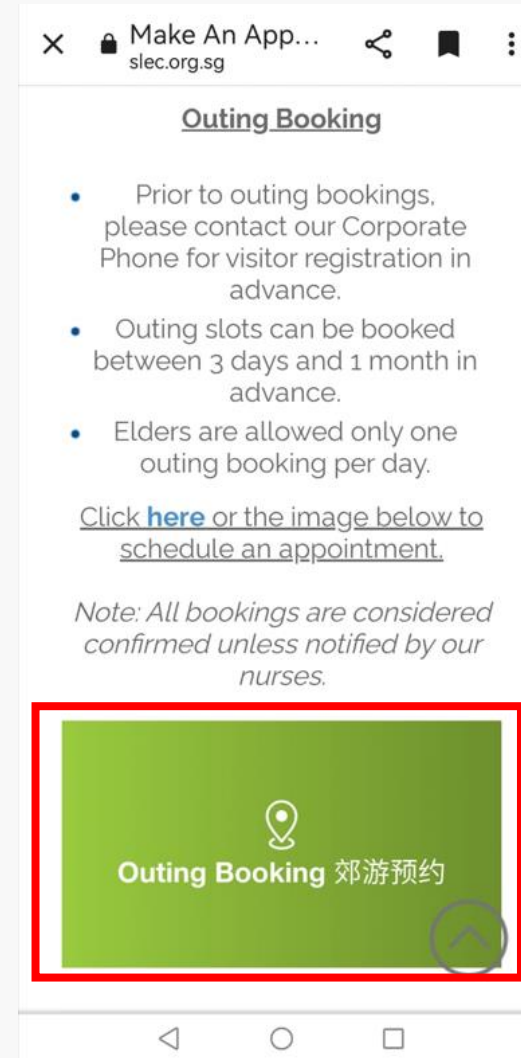 Make An App...
slec.org.sg
Outing Booking
• Prior to outing bookings,
please contact our Corporate
Phone for visitor registration in
advance.
• Outing slots can be booked
between 3 days and 1 month in
advance.
• Elders are allowed only one
outing booking per day.
Click here or the image below to
schedule an appointment.
Note: All bookings are considered
confirmed unless notified by our
nurses.
Outing Booking 郊游预约